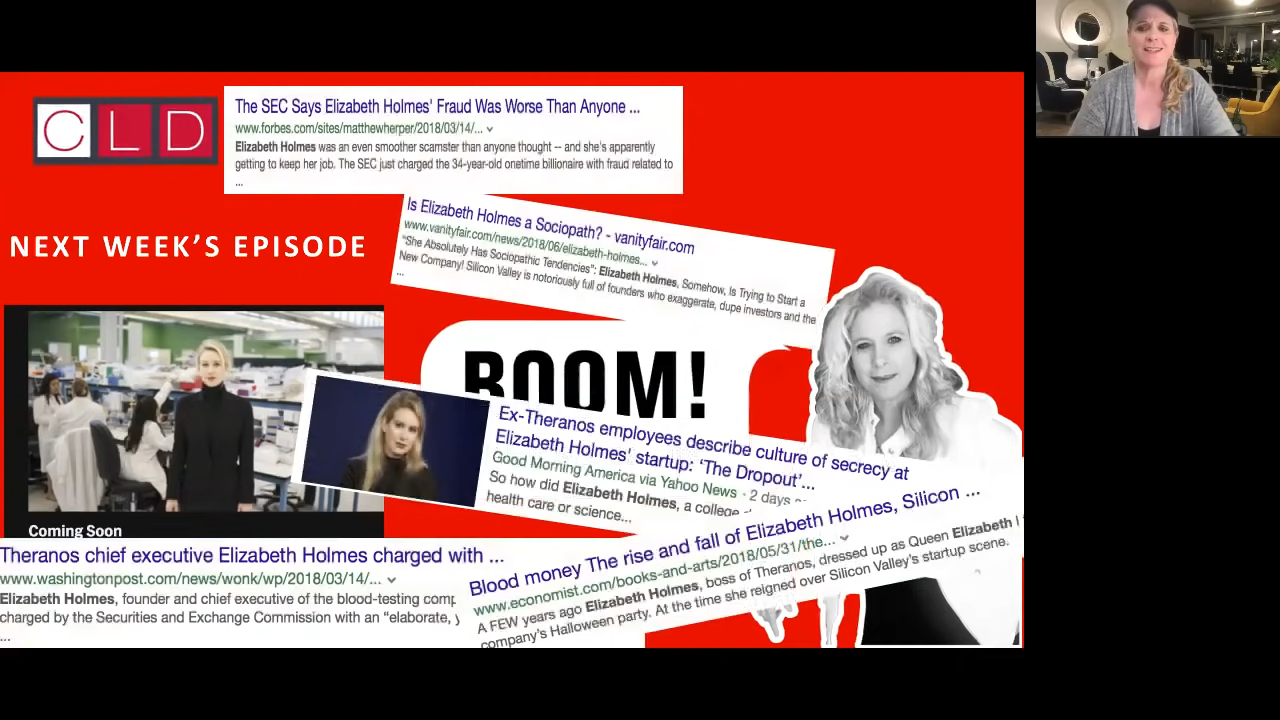 CLD
The SEC Says Elizabeth Holmes' Fraud Was Worse Than Anyone ...
www.forbes.com/sites/matthewherper/2018/03/14/...
Elizabeth Holmes was an even smoother scamster than anyone thought -- and she's apparently
getting to keep her job. The SEC just charged the 34-year-old onetime billionaire with fraud related to
...
Is Elizabeth Holmes a Sociopath? - vanityfair.com
www.vanityfair.com/news/2018/06/elizabeth-holmes...
"She Absolutely Has Sociopathic Tendencies": Elizabeth Holmes, Somehow, Is Trying to Start a
New Company! Silicon Valley is notoriously full of founders who exaggerate, dupe investors and the
...
NEXT WEEK'S EPISODE
BOOM!
Ex-Theranos employees describe culture of secrecy at
Elizabeth Holmes' startup: 'The Dropout'...
Good Morning America via Yahoo News · 2 days
So how did Elizabeth Holmes, a college
health care or science...
Coming Soon
Theranos chief executive Elizabeth Holmes charged with ...
www.washingtonpost.com/news/wonk/wp/2018/03/14/...
Elizabeth Holmes, founder and chief executive of the blood-testing
charged by the Securities and Exchange Commission with an "elaborate,
...
Blood money The rise and fall of Elizabeth Holmes, Silicon ...
www.economist.com/books-and-arts/2018/05/31/the...
A FEW years ago Elizabeth Holmes, boss of Theranos, dressed up as Queen Elizabeth I
company's Halloween party. At the time she reigned over Silicon Valley's startup scene.